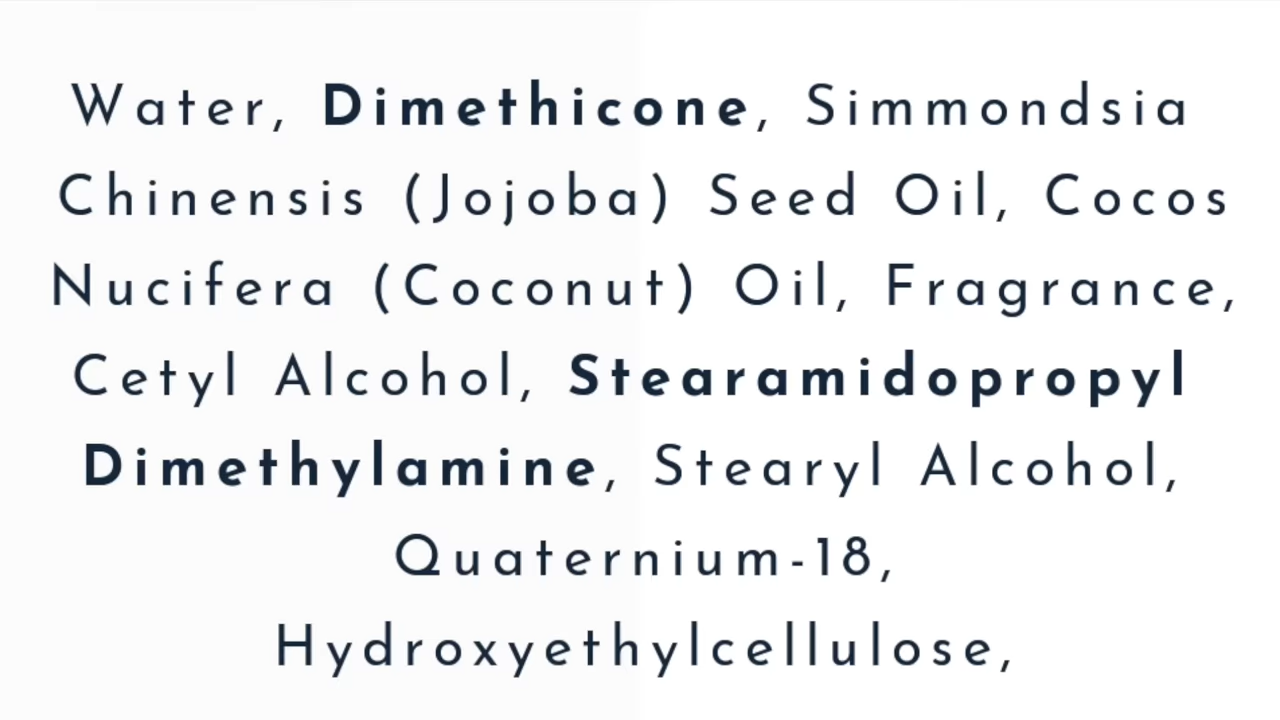 Water, Dimethicone, Simmondsia
Chinensis (Jojoba) Seed Oil, Cocos
Nucifera (Coconut) Oil, Fragrance,
Cetyl Alcohol, Stearamidopropyl
Dimethylamine, Stearyl Alcohol,
Quaternium-18,
Hydroxyethylcellulose,